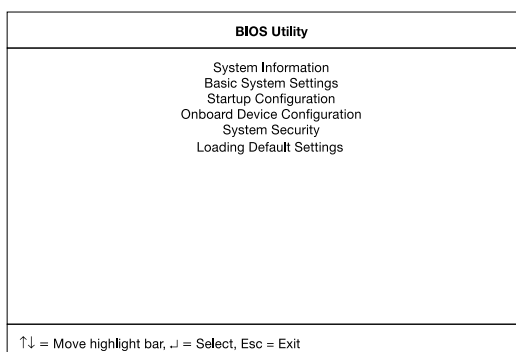 BIOS Utility
System Information
Basic System Settings
Startup Configuration
Onboard Device Configuration
System Security
Loading Default Settings
↑↓ = Move highlight bar, ↵ = Select, Esc = Exit